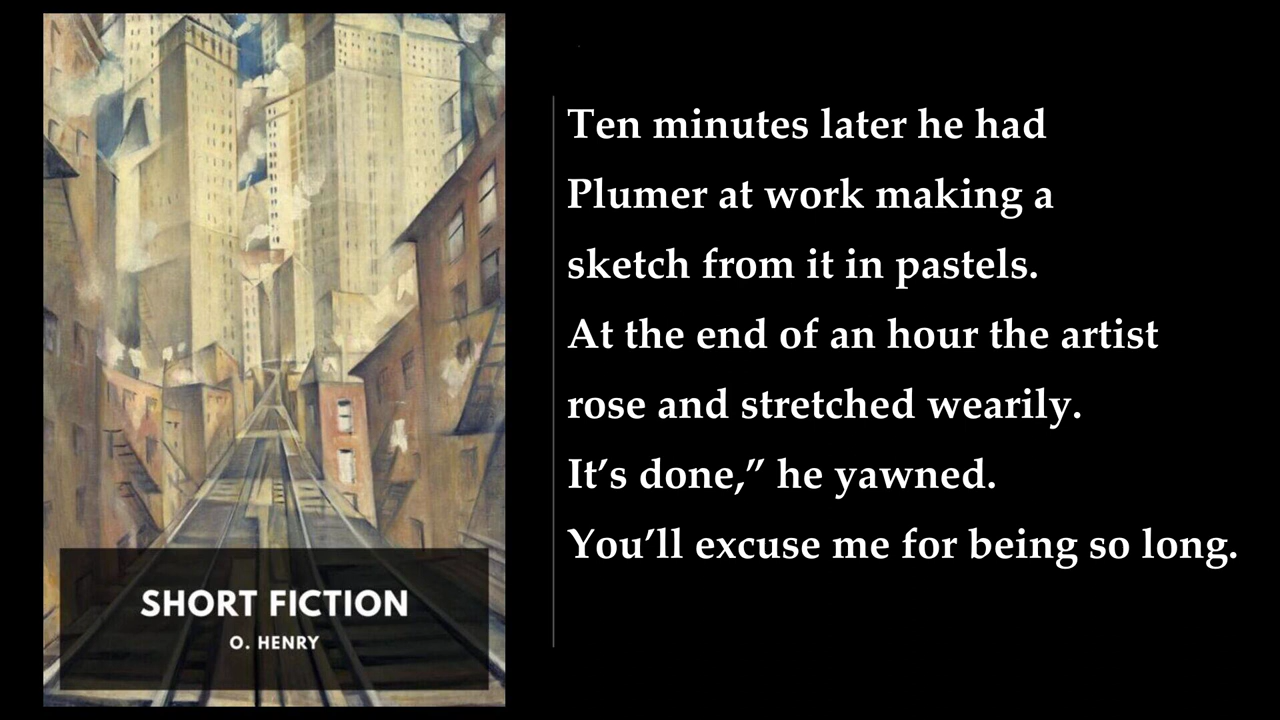 SHORT FICTION
O. HENRY
Ten minutes later he had
Plumer at work making a
sketch from it in pastels.
At the end of an hour the artist
rose and stretched wearily.
It’s done,” he yawned.
You’ll excuse me for being so long.